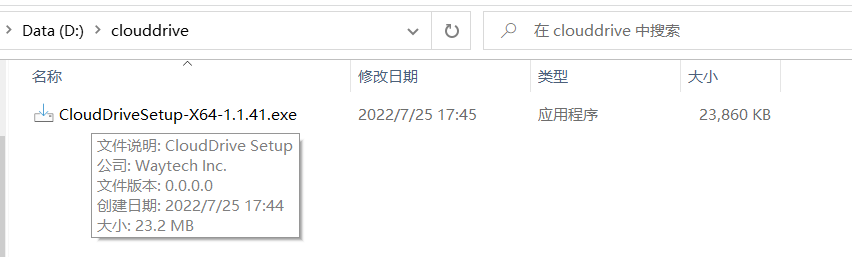 Data (D:) clouddrive 在 clouddrive 中搜索
名称 修改日期 类型 大小
CloudDriveSetup-X64-1.1.41.exe 2022/7/25 17:45 应用程序 23,860 KB
文件说明: CloudDrive Setup
公司: Waytech Inc.
文件版本: 0.0.0.0
创建日期: 2022/7/25 17:44
大小: 23.2 MB